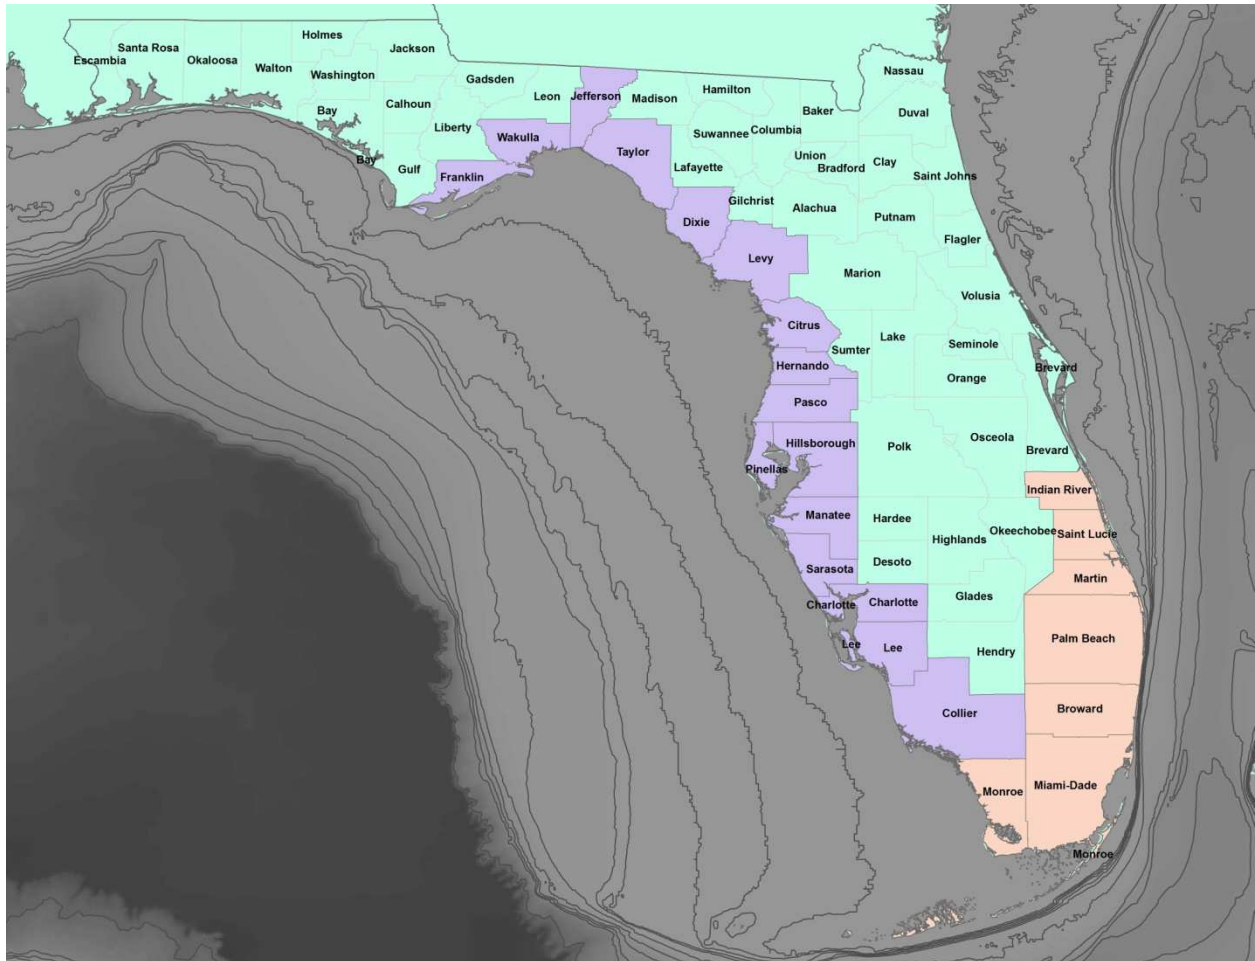 Holmes
Santa Rosa
Jackson
Escambia
Okaloosa
Walton
Washington
Gadsden
Nassau
Leon
Jefferson
Madison
Hamilton
Calhoun
Bay
Liberty
Wakulla
Taylor
Suwannee
Columbia
Baker
Duval
Bay
Gulf
Franklin
Lafayette
Union
Bradford
Clay
Saint Johns
Gilchrist
Alachua
Putnam
Dixie
Flagler
Levy
Marion
Volusia
Citrus
Sumter
Lake
Seminole
Hernando
Orange
Brevard
Pasco
Hillsborough
Polk
Osceola
Brevard
Pinellas
Indian River
Manatee
Hardee
Highlands
Okeechobee
Saint Lucie
Sarasota
Desoto
Martin
Charlotte
Charlotte
Glades
Lee
Lee
Hendry
Palm Beach
Collier
Broward
Monroe
Miami-Dade
Monroe